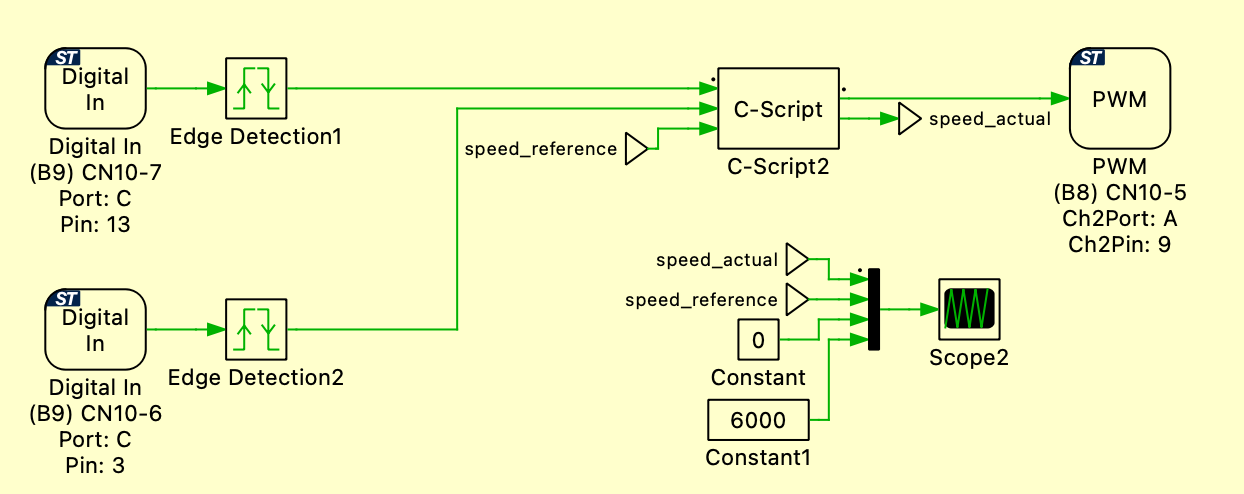 ST
Digital
In
Digital In
(B9) CN10-7
Port: C
Pin: 13
Edge Detection1
speed_reference
C-Script
C-Script2
speed_actual
ST
PWM
PWM
(B8) CN10-5
Ch2Port: A
Ch2Pin: 9
ST
Digital
In
Digital In
(B9) CN10-6
Port: C
Pin: 3
Edge Detection2
speed_actual
speed_reference
0
Constant
6000
Constant1
Scope2